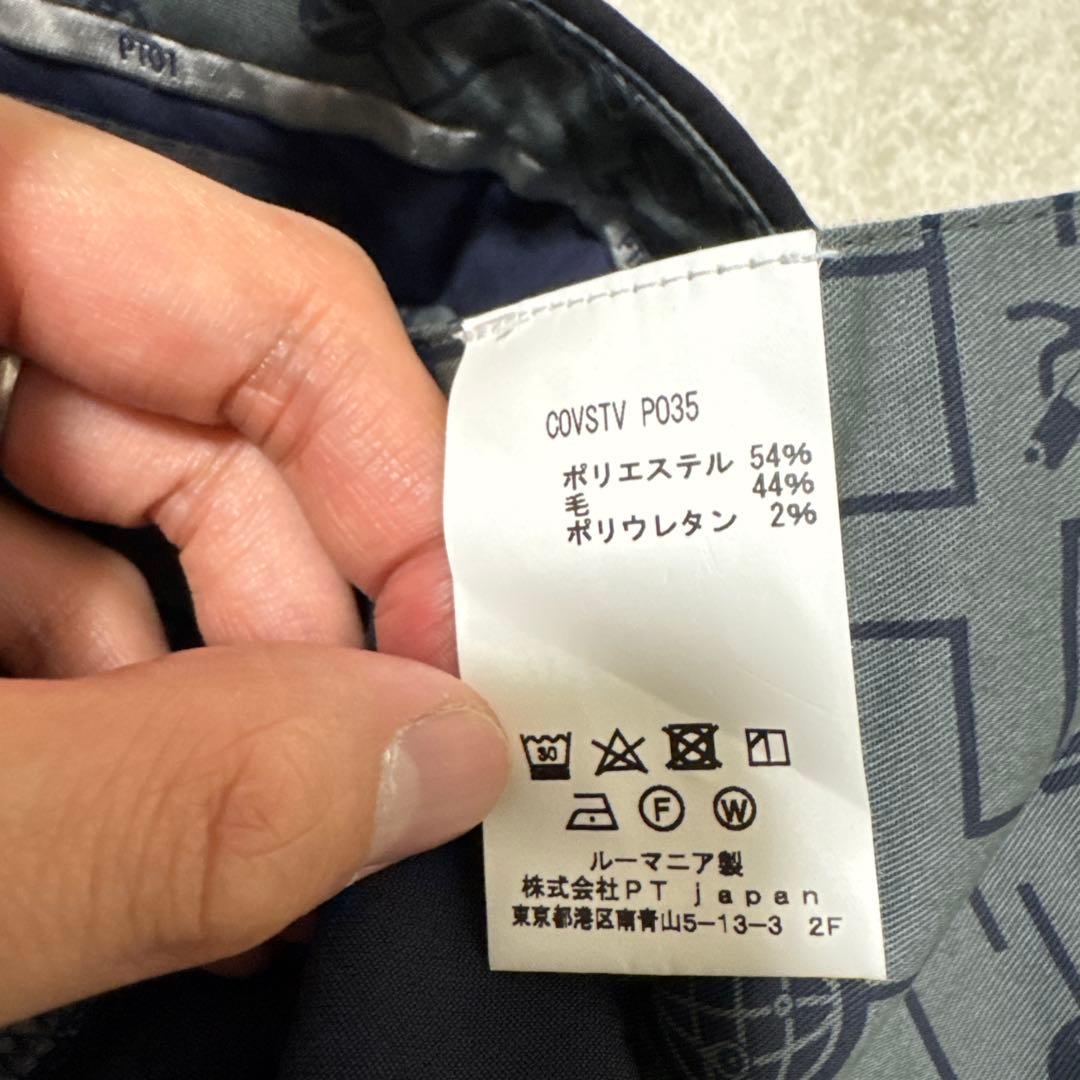 PT01
COVSTV P035
ポリエステル 54%
毛 44%
ポリウレタン 2%
30
F W
ルーマニア製
株式会社PT japan
東京都港区南青山5-13-3 2F